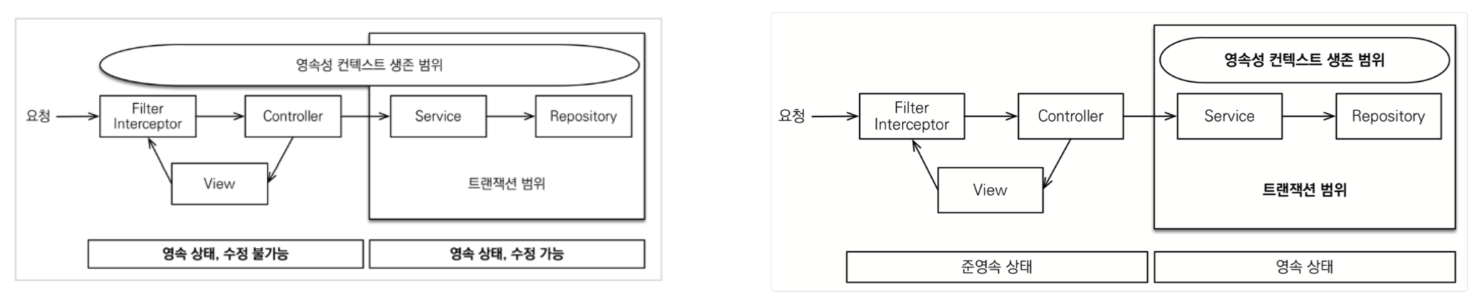 영속성 컨텍스트 생존 범위
요청
Filter
Interceptor
Controller
Service
Repository
View
트랜잭션 범위
영속 상태, 수정 불가능
영속 상태, 수정 가능
영속성 컨텍스트 생존 범위
요청
Filter
Interceptor
Controller
Service
Repository
View
트랜잭션 범위
준영속 상태
영속 상태